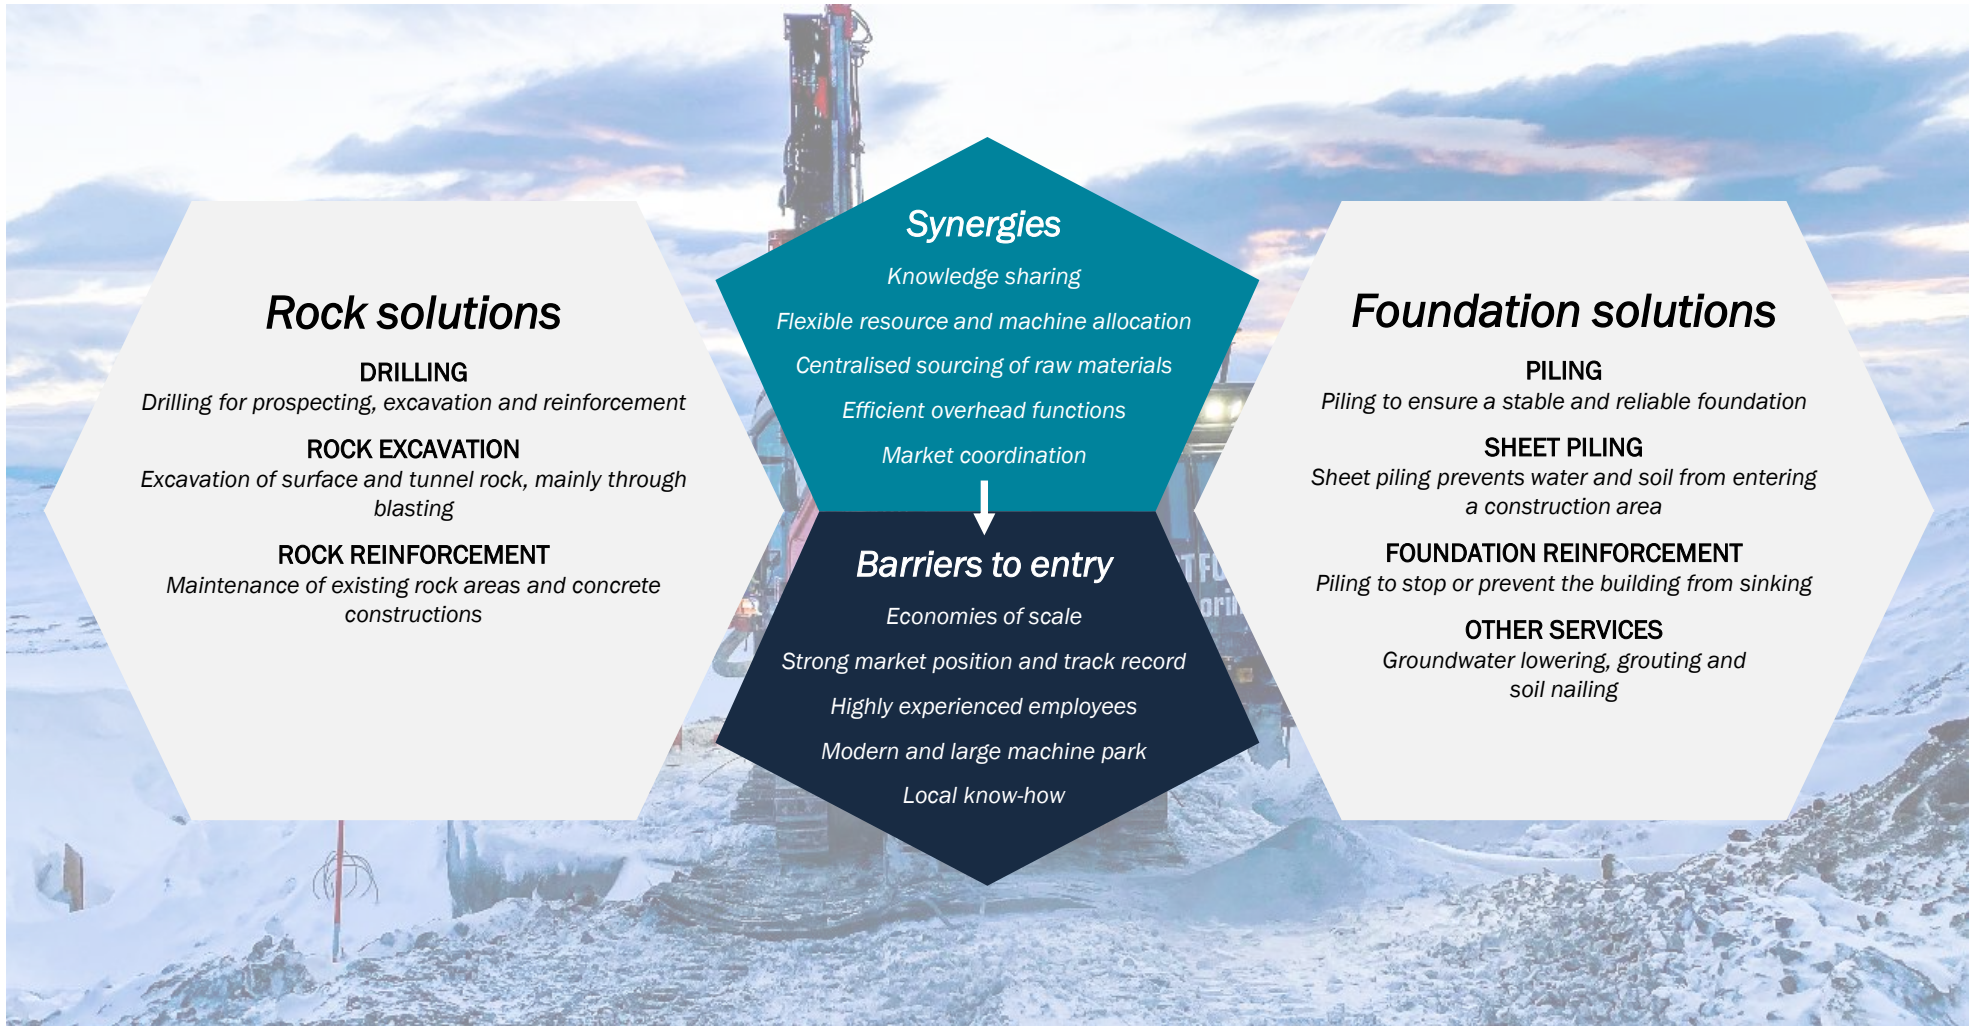 Rock solutions
DRILLING
Drilling for prospecting, excavation and reinforcement
ROCK EXCAVATION
Excavation of surface and tunnel rock, mainly through
blasting
ROCK REINFORCEMENT
Maintenance of existing rock areas and concrete
constructions
Synergies
Knowledge sharing
Flexible resource and machine allocation
Centralised sourcing of raw materials
Efficient overhead functions
Market coordination
Barriers to entry
Economies of scale
Strong market position and track record
Highly experienced employees
Modern and large machine park
Local know-how
Foundation solutions
PILING
Piling to ensure a stable and reliable foundation
SHEET PILING
Sheet piling prevents water and soil from entering
a construction area
FOUNDATION REINFORCEMENT
Piling to stop or prevent the building from sinking
OTHER SERVICES
Groundwater lowering, grouting and
soil nailing